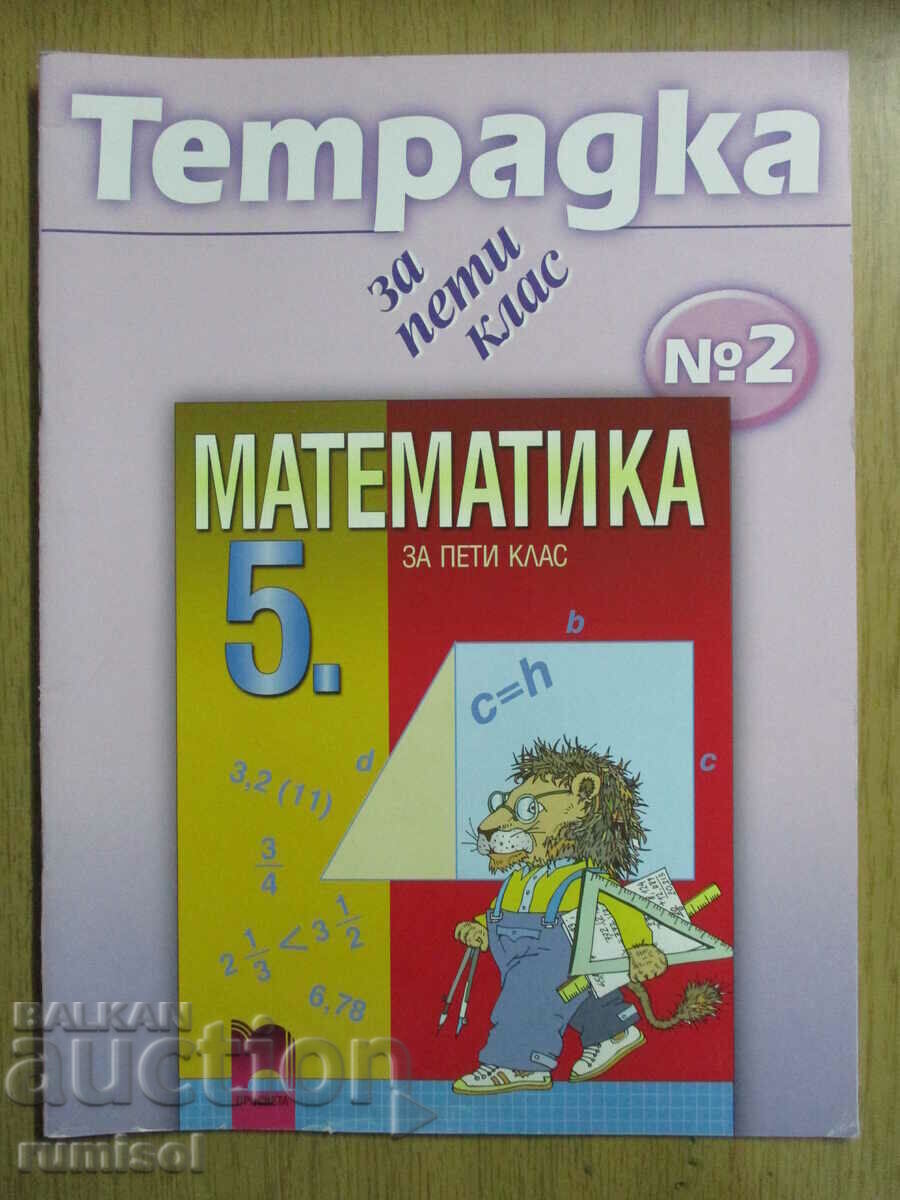 Тетрадка
за
пети
клас
№2
МАТЕМАТИКА
5.
ЗА ПЕТИ КЛАС
b
c=h
d
c
3,2 (11)
3/4
2 1/3 < 3 1/2
6,78
ПРОСВЕТА
BALKAN
auction
rumisol